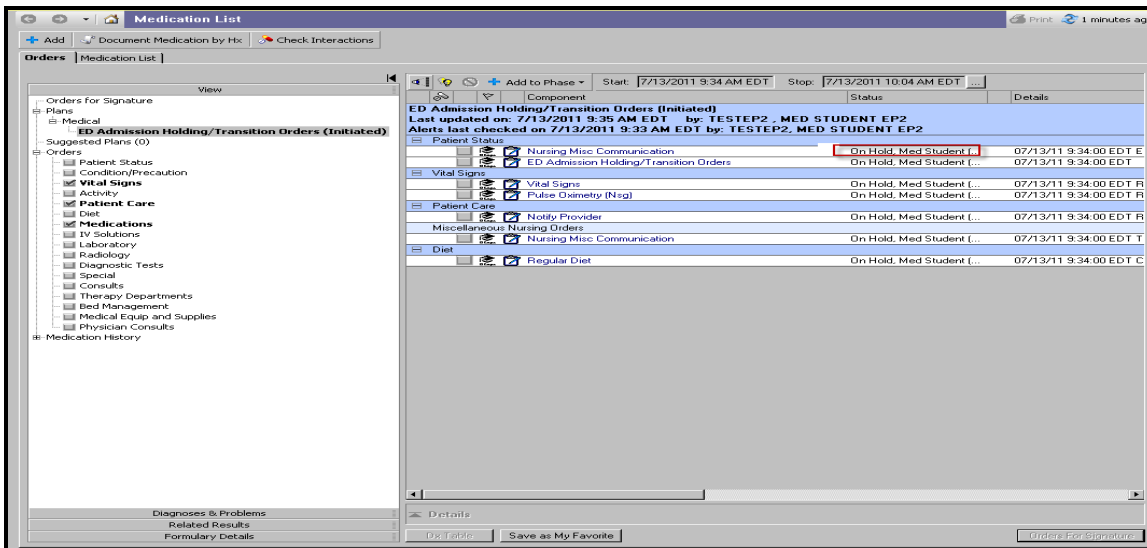 Medication List
Print 1 minutes ag
Add Document Medication by Hx Check Interactions
Orders Medication List
View
Orders for Signature
Plans
Medical
ED Admission Holding/Transition Orders (Initiated)
Suggested Plans (0)
Orders
Patient Status
Condition/Precaution
Vital Signs
Activity
Patient Care
Diet
Medications
IV Solutions
Laboratory
Radiology
Diagnostic Tests
Special
Consults
Therapy Departments
Bed Management
Medical Equip and Supplies
Physician Consults
Medication History
Diagnoses & Problems
Related Results
Formulary Details
Add to Phase Start: 7/13/2011 9:34 AM EDT Stop: 7/13/2011 10:04 AM EDT ...
Component Status Details
ED Admission Holding/Transition Orders (Initiated)
Last updated on: 7/13/2011 9:35 AM EDT by: TESTEP2 , MED STUDENT EP2
Alerts last checked on 7/13/2011 9:33 AM EDT by: TESTEP2, MED STUDENT EP2
Patient Status
Nursing Misc Communication On Hold, Med Student (... 07/13/11 9:34:00 EDT E
ED Admission Holding/Transition Orders On Hold, Med Student (... 07/13/11 9:34:00 EDT
Vital Signs
Vital Signs On Hold, Med Student (... 07/13/11 9:34:00 EDT R
Pulse Oximetry (Nsg) On Hold, Med Student (... 07/13/11 9:34:00 EDT R
Patient Care
Notify Provider On Hold, Med Student (... 07/13/11 9:34:00 EDT R
Miscellaneous Nursing Orders
Nursing Misc Communication On Hold, Med Student (... 07/13/11 9:34:00 EDT T
Diet
Regular Diet On Hold, Med Student (... 07/13/11 9:34:00 EDT C
Details
Dx Table Save as My Favorite Orders For Signature